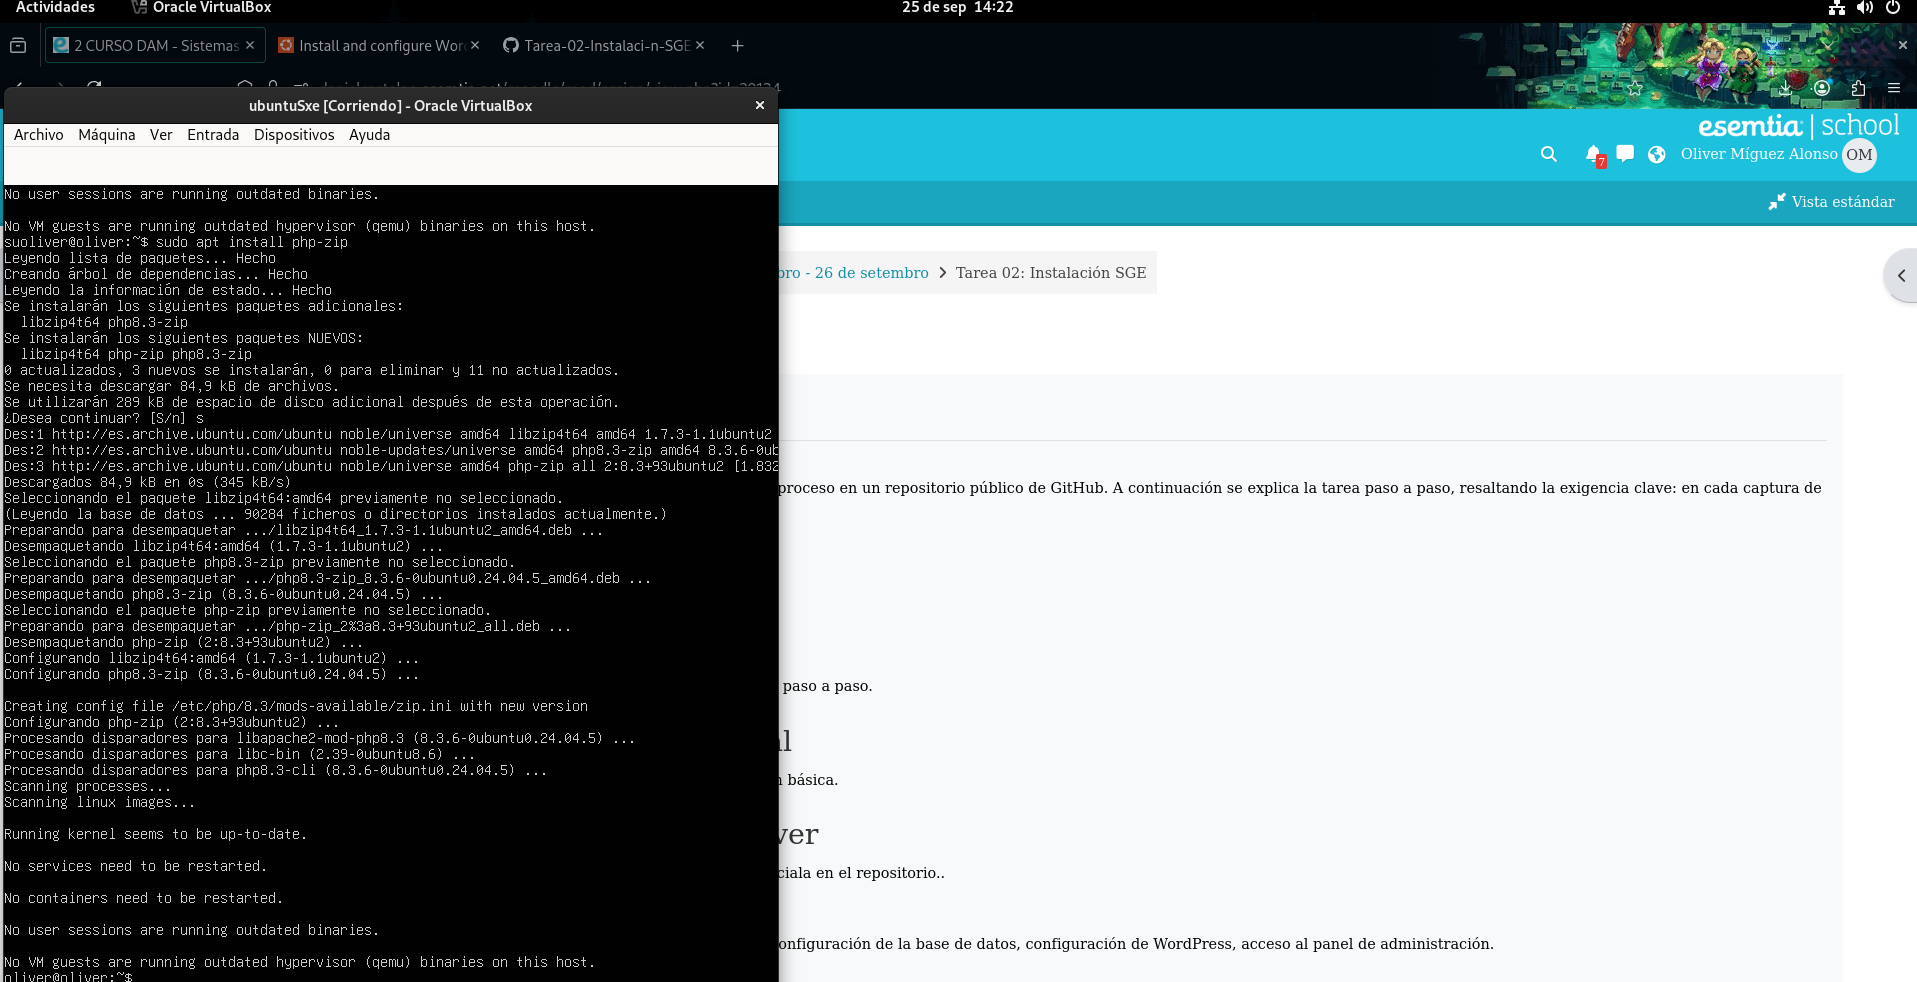 Actividades
Oracle VirtualBox
25 de sep 14:22
2 CURSO DAM - Sistemas
Install and configure Wor
Tarea-02-Instalaci-n-SGE
ubuntuSxe [Corriendo] - Oracle VirtualBox
Archivo Máquina Ver Entrada Dispositivos Ayuda
No user sessions are running outdated binaries.
No VM guests are running outdated hypervisor (qemu) binaries on this host.
suoliver@oliver:~$ sudo apt install php-zip
Leyendo lista de paquetes... Hecho
Creando árbol de dependencias... Hecho
Leyendo la información de estado... Hecho
Se instalarán los siguientes paquetes adicionales:
libzip4t64 php8.3-zip
Se instalarán los siguientes paquetes NUEVOS:
libzip4t64 php-zip php8.3-zip
0 actualizados, 3 nuevos se instalarán, 0 para eliminar y 11 no actualizados.
Se necesita descargar 84,9 kB de archivos.
Se utilizarán 289 kB de espacio de disco adicional después de esta operación.
¿Desea continuar? [S/n] s
Des:1 http://es.archive.ubuntu.com/ubuntu noble/universe amd64 libzip4t64 amd64 1.7.3-1.1ubuntu2
Des:2 http://es.archive.ubuntu.com/ubuntu noble-updates/universe amd64 php8.3-zip amd64 8.3.6-0ub
Des:3 http://es.archive.ubuntu.com/ubuntu noble/universe amd64 php-zip all 2:8.3+93ubuntu2 [1.832
Descargados 84,9 kB en 0s (345 kB/s)
Seleccionando el paquete libzip4t64:amd64 previamente no seleccionado.
(Leyendo la base de datos ... 90284 ficheros o directorios instalados actualmente.)
Preparando para desempaquetar .../libzip4t64_1.7.3-1.1ubuntu2_amd64.deb ...
Desempaquetando libzip4t64:amd64 (1.7.3-1.1ubuntu2) ...
Seleccionando el paquete php8.3-zip previamente no seleccionado.
Preparando para desempaquetar .../php8.3-zip_8.3.6-0ubuntu0.24.04.5_amd64.deb ...
Desempaquetando php8.3-zip (8.3.6-0ubuntu0.24.04.5) ...
Seleccionando el paquete php-zip previamente no seleccionado.
Preparando para desempaquetar .../php-zip_2%3a8.3+93ubuntu2_all.deb ...
Desempaquetando php-zip (2:8.3+93ubuntu2) ...
Configurando libzip4t64:amd64 (1.7.3-1.1ubuntu2) ...
Configurando php8.3-zip (8.3.6-0ubuntu0.24.04.5) ...
Creating config file /etc/php/8.3/mods-available/zip.ini with new version
Configurando php-zip (2:8.3+93ubuntu2) ...
Procesando disparadores para libapache2-mod-php8.3 (8.3.6-0ubuntu0.24.04.5) ...
Procesando disparadores para libc-bin (2.39-0ubuntu8.6) ...
Procesando disparadores para php8.3-cli (8.3.6-0ubuntu0.24.04.5) ...
Scanning processes...
Scanning linux images...
Running kernel seems to be up-to-date.
No services need to be restarted.
No containers need to be restarted.
No user sessions are running outdated binaries.
No VM guests are running outdated hypervisor (qemu) binaries on this host.
oliver@oliver:~$
esemtia | school
7
Oliver Míguez Alonso OM
Vista estándar
bro - 26 de setembro > Tarea 02: Instalación SGE
proceso en un repositorio público de GitHub. A continuación se explica la tarea paso a paso, resaltando la exigencia clave: en cada captura de
paso a paso.
al
n básica.
ver
ciala en el repositorio..
onfiguración de la base de datos, configuración de WordPress, acceso al panel de administración.